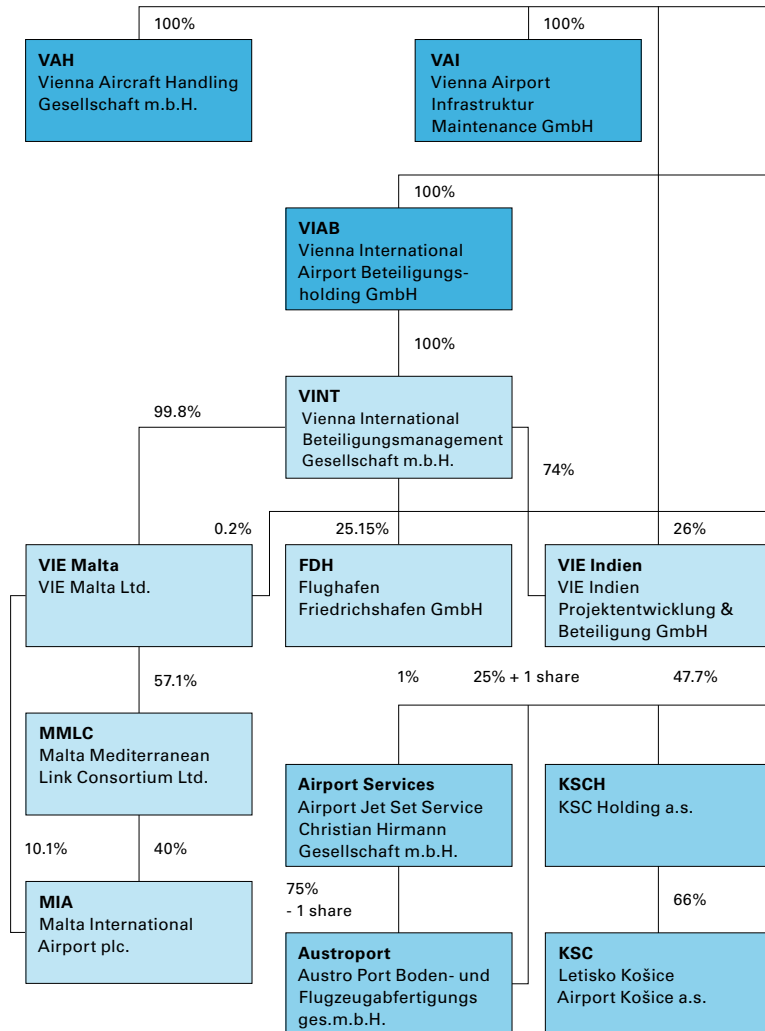 100%
100%
VAH
Vienna Aircraft Handling
Gesellschaft m.b.H.
VAI
Vienna Airport
Infrastruktur
Maintenance GmbH
100%
VIAB
Vienna International
Airport Beteiligungs-
holding GmbH
100%
VINT
Vienna International
Beteiligungsmanagement
Gesellschaft m.b.H.
99.8%
74%
0.2%
25.15%
26%
VIE Malta
VIE Malta Ltd.
FDH
Flughafen
Friedrichshafen GmbH
VIE Indien
VIE Indien
Projektentwicklung &
Beteiligung GmbH
57.1%
1%
25% + 1 share
47.7%
MMLC
Malta Mediterranean
Link Consortium Ltd.
Airport Services
Airport Jet Set Service
Christian Hirmann
Gesellschaft m.b.H.
KSCH
KSC Holding a.s.
10.1%
40%
75%
- 1 share
66%
MIA
Malta International
Airport plc.
Austroport
Austro Port Boden- und
Flugzeugabfertigungs
ges.m.b.H.
KSC
Letisko Košice
Airport Košice a.s.